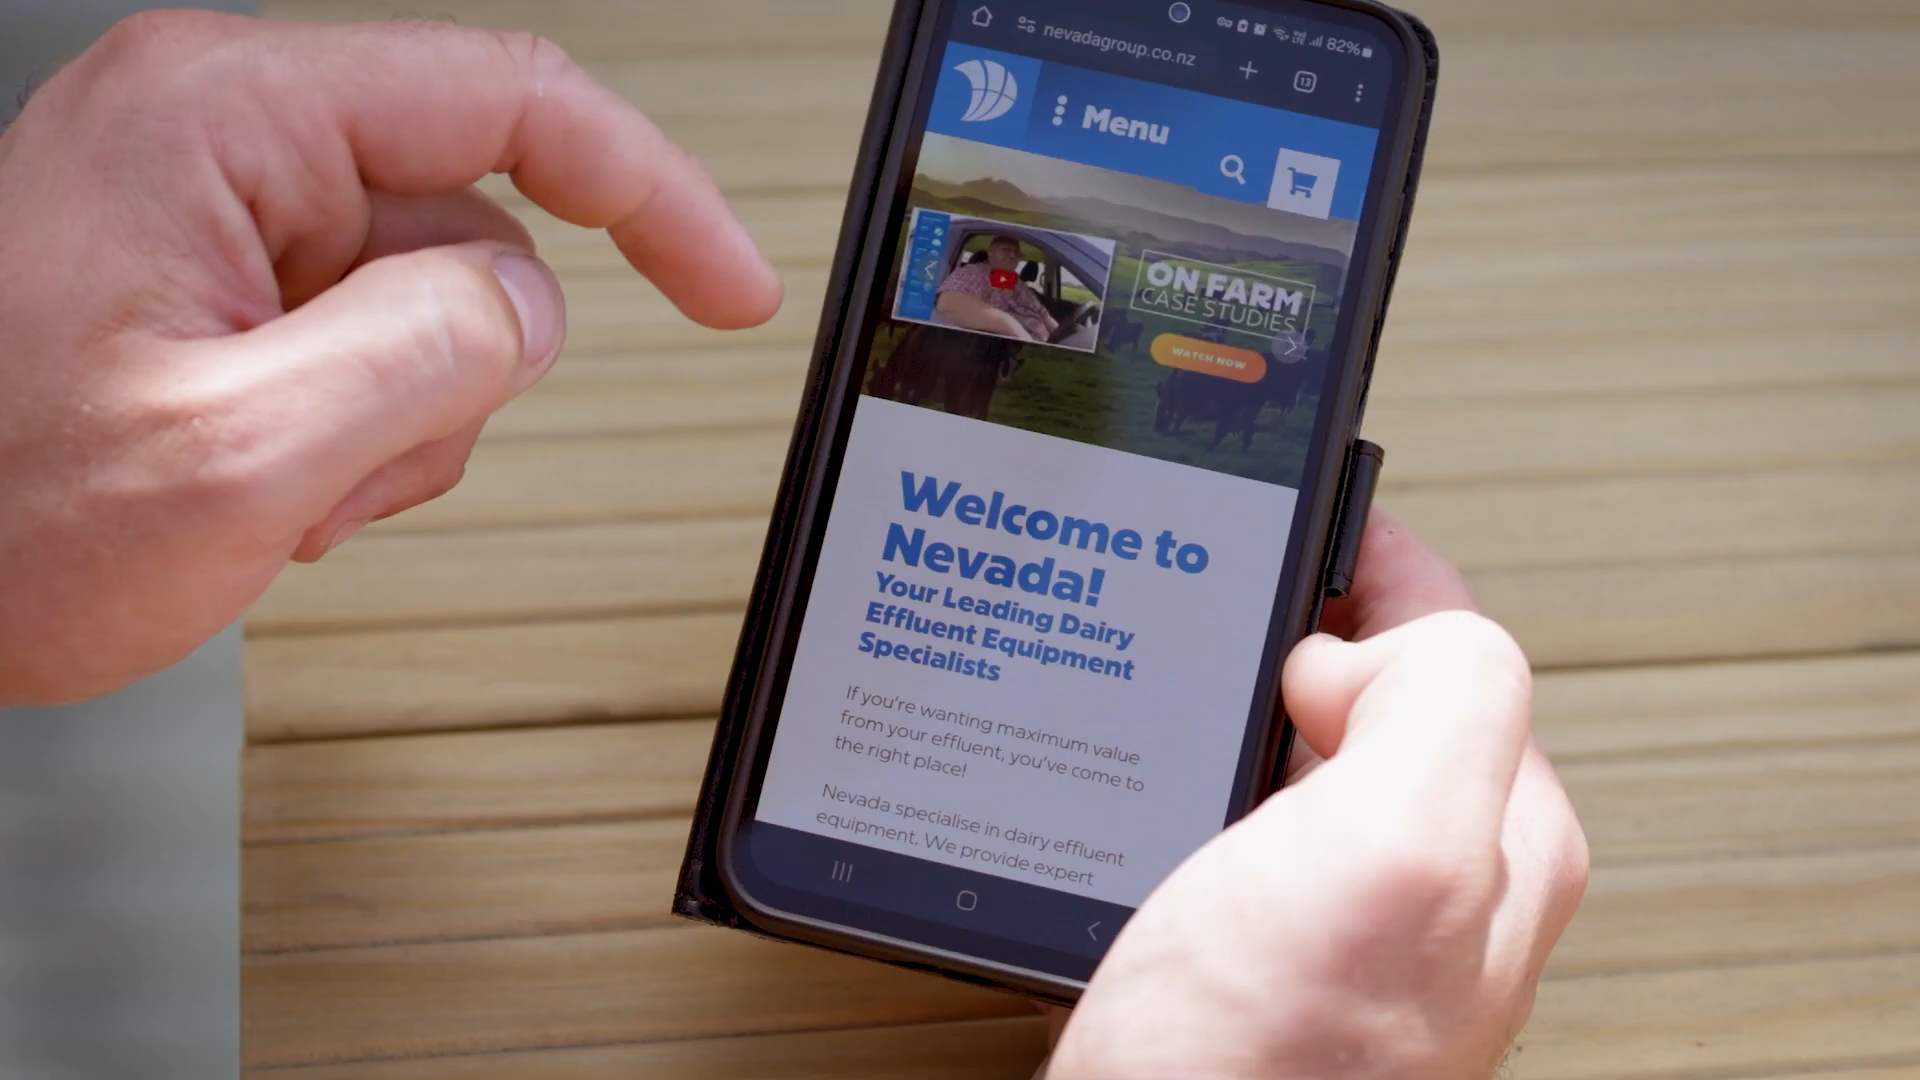 nevadagroup.co.nz
13
82%
Menu
ON FARM
CASE STUDIES
WATCH NOW
Welcome to
Nevada!
Your Leading Dairy
Effluent Equipment
Specialists
If you're wanting maximum value
from your effluent, you've come to
the right place!
Nevada specialise in dairy effluent
equipment. We provide expert